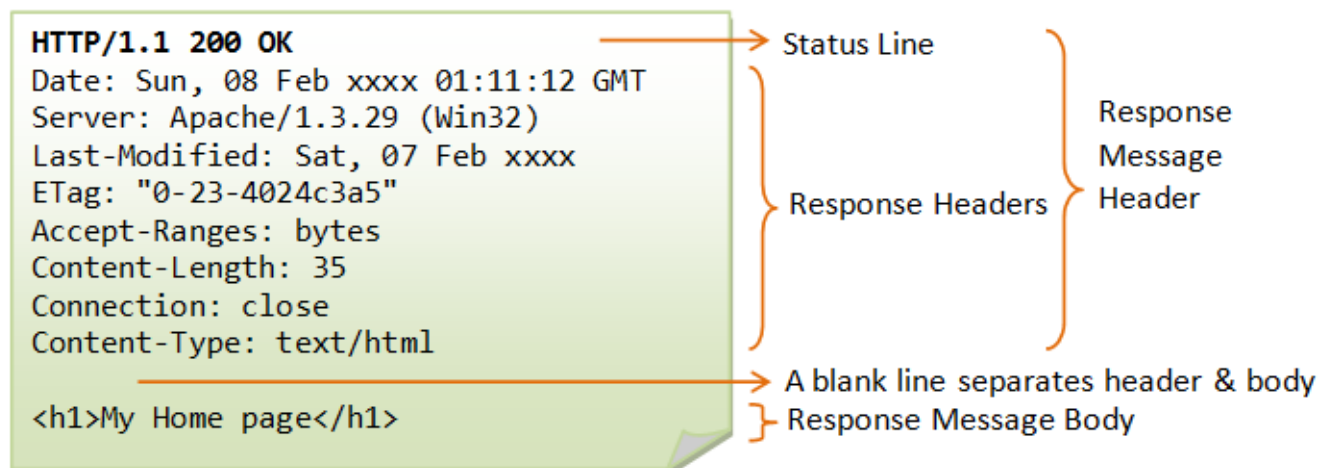 HTTP/1.1 200 OK
Date: Sun, 08 Feb xxxx 01:11:12 GMT
Server: Apache/1.3.29 (Win32)
Last-Modified: Sat, 07 Feb xxxx
ETag: "0-23-4024c3a5"
Accept-Ranges: bytes
Content-Length: 35
Connection: close
Content-Type: text/html
<h1>My Home page</h1>
Status Line
Response Headers
Response
Message
Header
A blank line separates header & body
Response Message Body